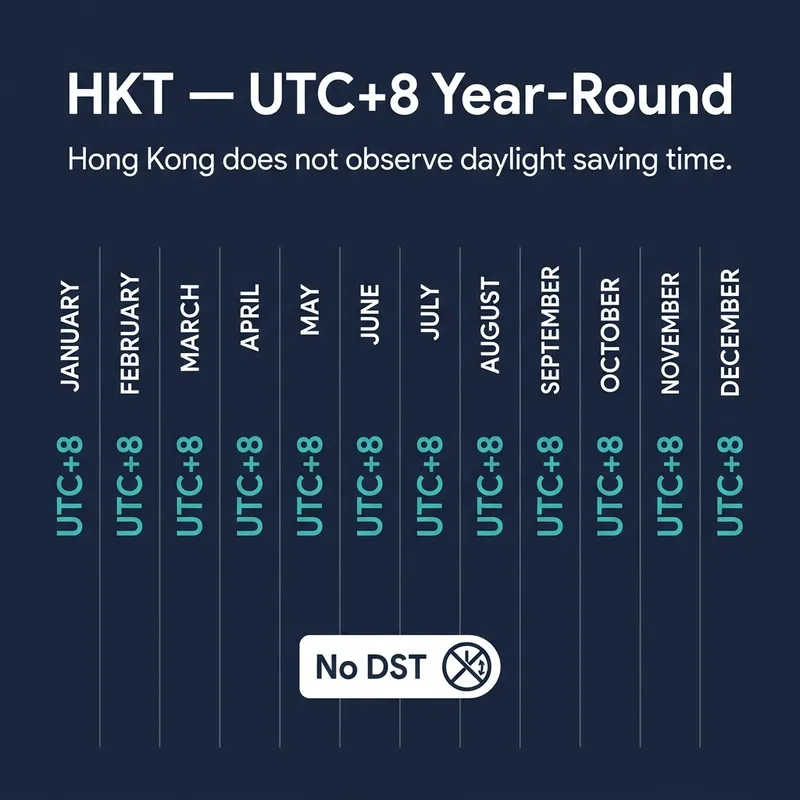 HKT — UTC+8 Year-Round
Hong Kong does not observe daylight saving time.
JANUARY
FEBRUARY
MARCH
APRIL
MAY
JUNE
JULY
AUGUST
SEPTEMBER
OCTOBER
NOVEMBER
DECEMBER
UTC+8
UTC+8
UTC+8
UTC+8
UTC+8
UTC+8
UTC+8
UTC+8
UTC+8
UTC+8
UTC+8
UTC+8
No DST